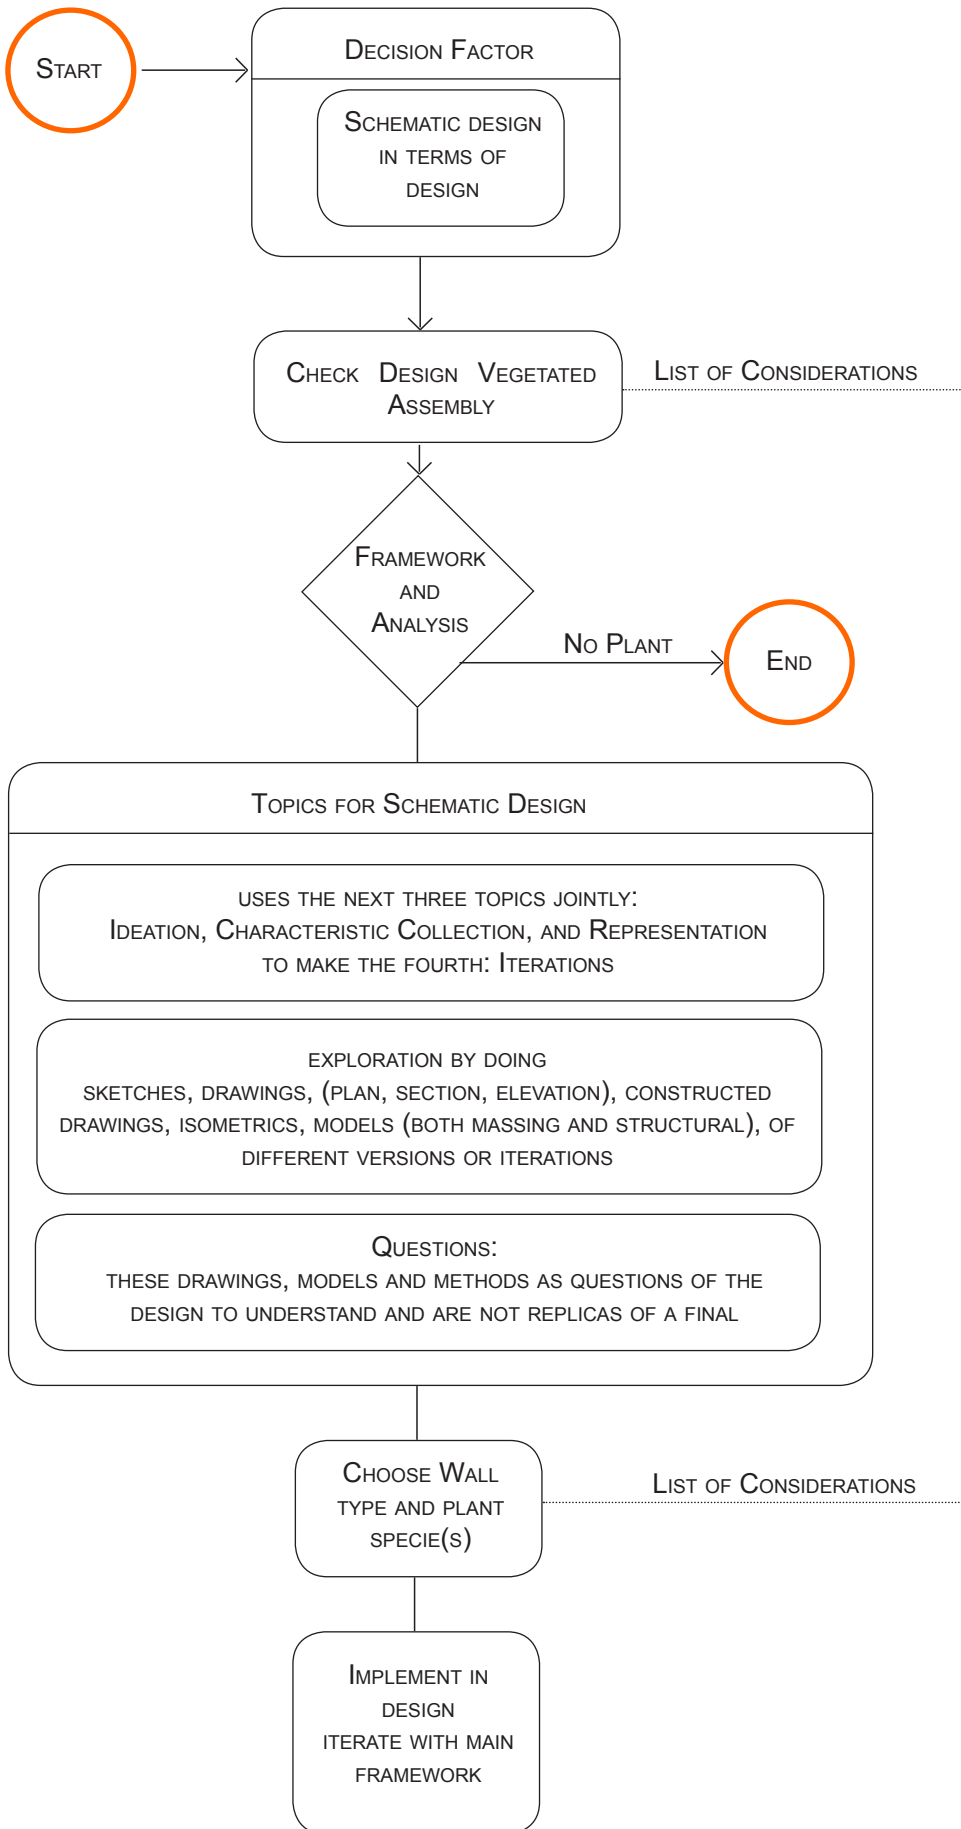 Start
Decision Factor
Schematic design
in terms of
design
Check Design Vegetated
Assembly
List of Considerations
Framework
and
Analysis
No Plant
End
Topics for Schematic Design
uses the next three topics jointly:
Ideation, Characteristic Collection, and Representation
to make the fourth: Iterations
exploration by doing
sketches, drawings, (plan, section, elevation), constructed
drawings, isometrics, models (both massing and structural), of
different versions or iterations
Questions:
these drawings, models and methods as questions of the
design to understand and are not replicas of a final
Choose Wall
type and plant
specie(s)
List of Considerations
Implement in
design
iterate with main
framework